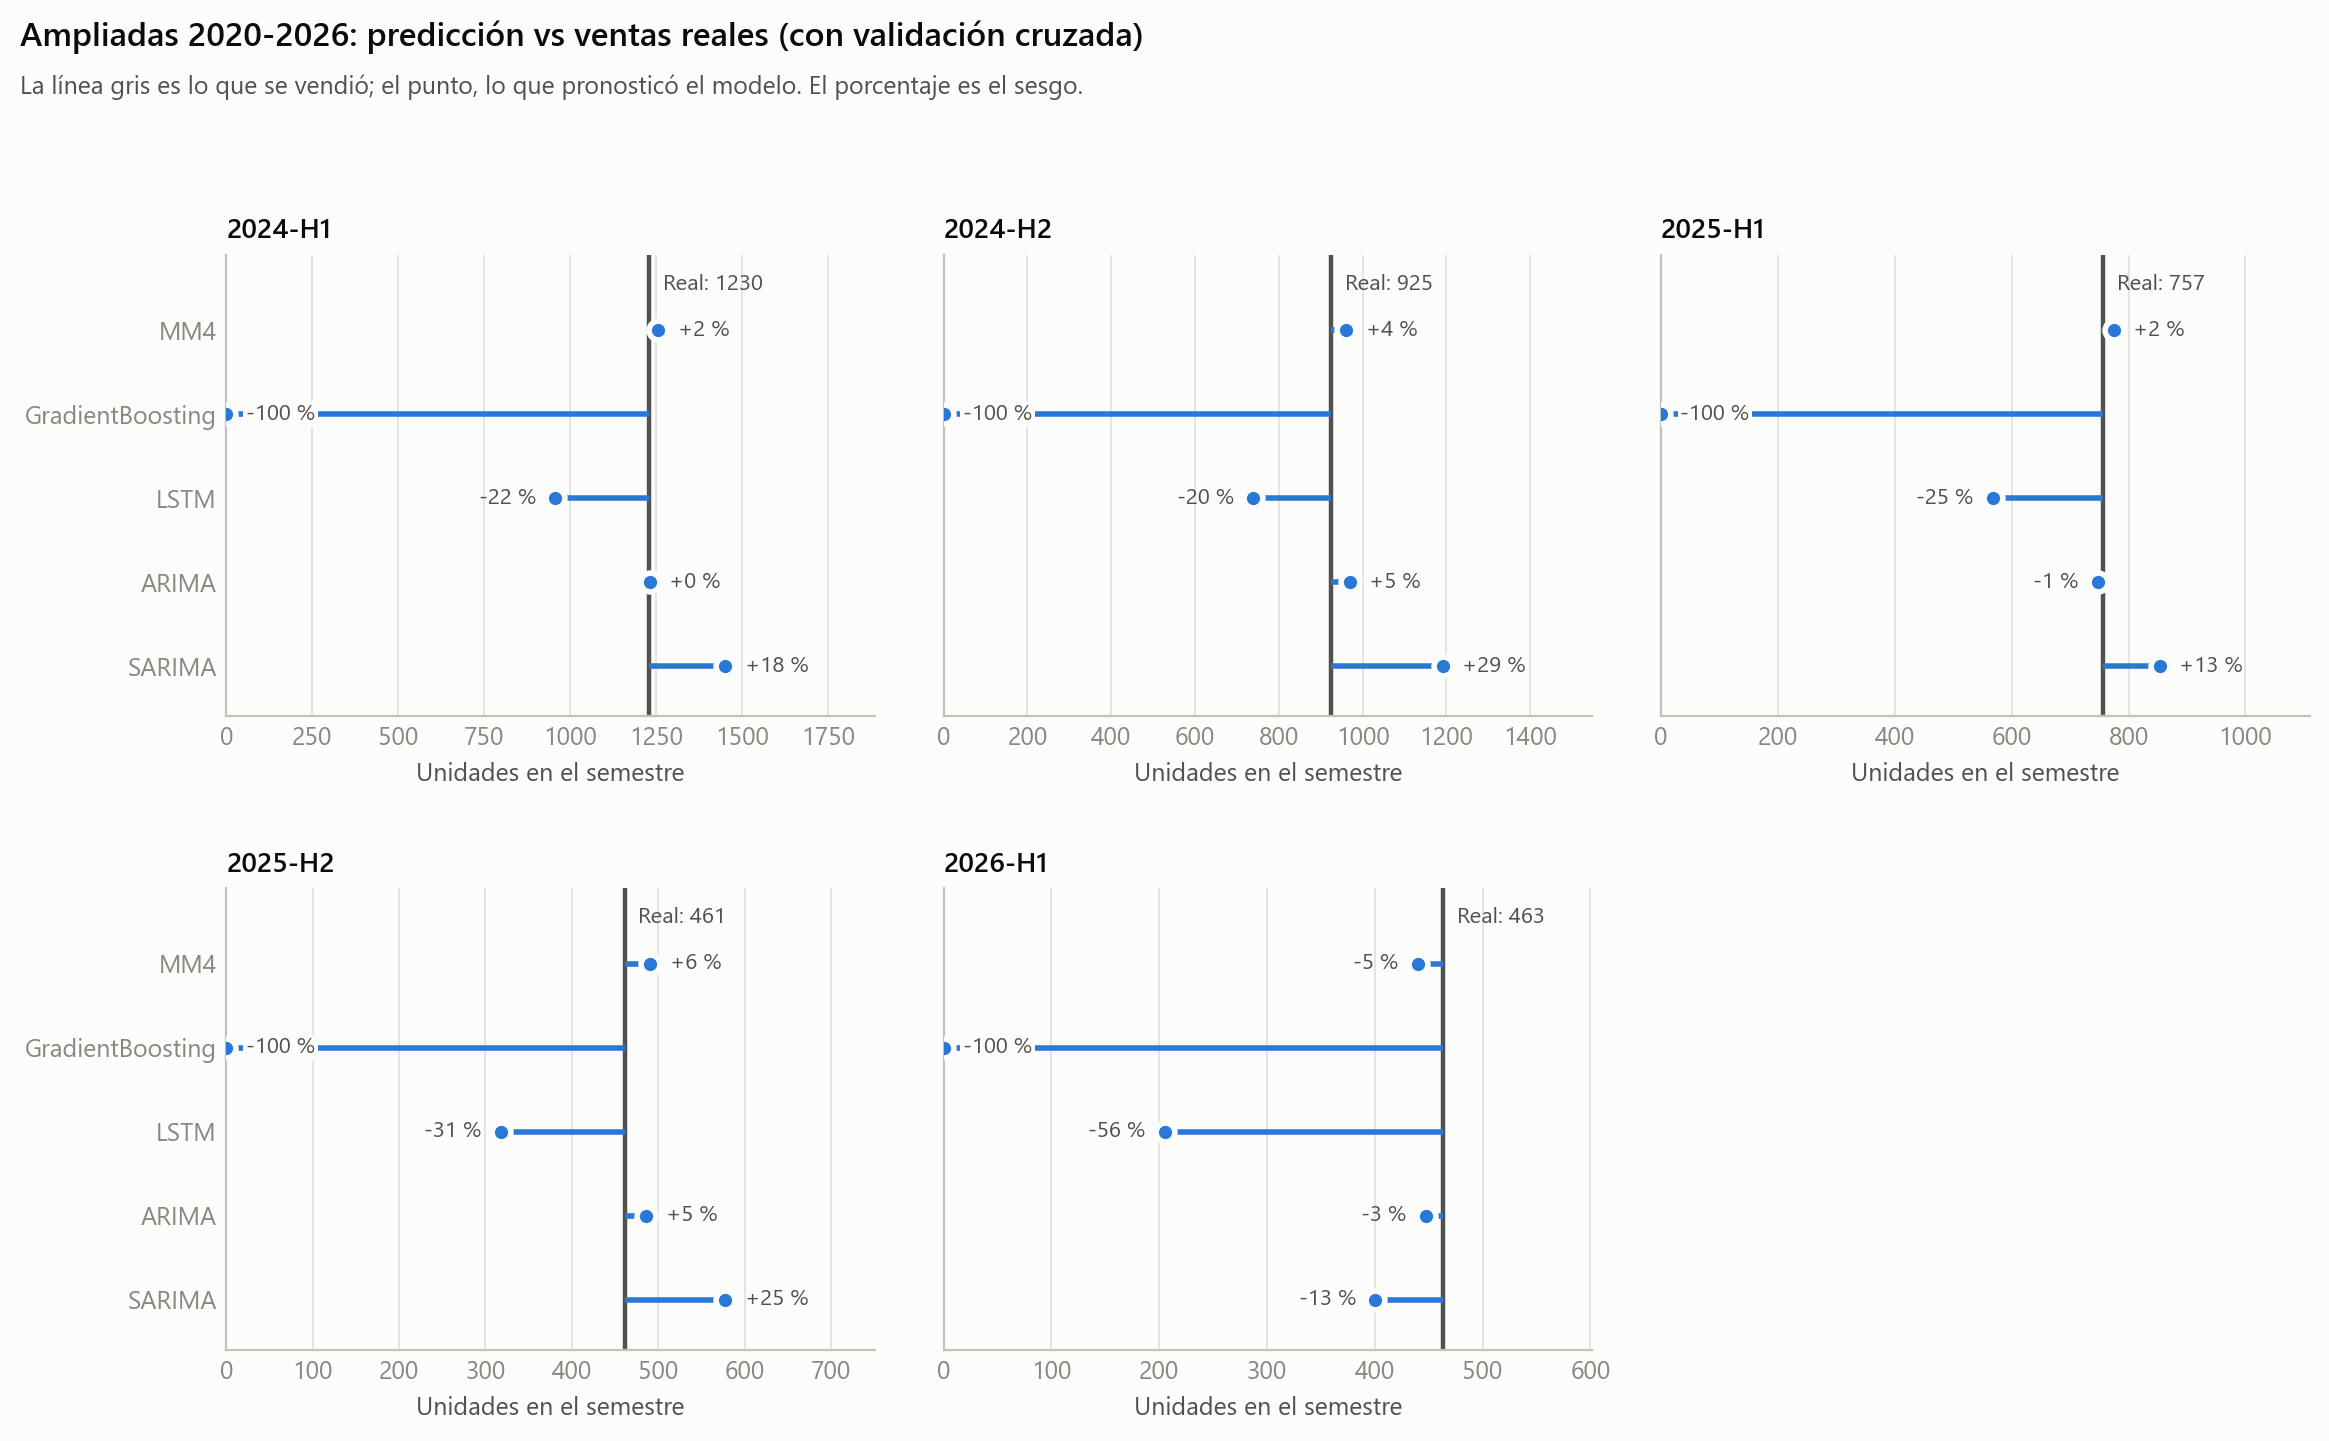 Ampliadas 2020-2026: predicción vs ventas reales (con validación cruzada)
La línea gris es lo que se vendió; el punto, lo que pronosticó el modelo. El porcentaje es el sesgo.
2024-H1
Real: 1230
MM4
+2 %
GradientBoosting
-100 %
LSTM
-22 %
ARIMA
+0 %
SARIMA
+18 %
0 250 500 750 1000 1250 1500 1750
Unidades en el semestre
2024-H2
Real: 925
+4 %
-100 %
-20 %
+5 %
+29 %
0 200 400 600 800 1000 1200 1400
Unidades en el semestre
2025-H1
Real: 757
+2 %
-100 %
-25 %
-1 %
+13 %
0 200 400 600 800 1000
Unidades en el semestre
2025-H2
Real: 461
MM4
+6 %
GradientBoosting
-100 %
LSTM
-31 %
ARIMA
+5 %
SARIMA
+25 %
0 100 200 300 400 500 600 700
Unidades en el semestre
2026-H1
Real: 463
-5 %
-100 %
-56 %
-3 %
-13 %
0 100 200 300 400 500 600
Unidades en el semestre